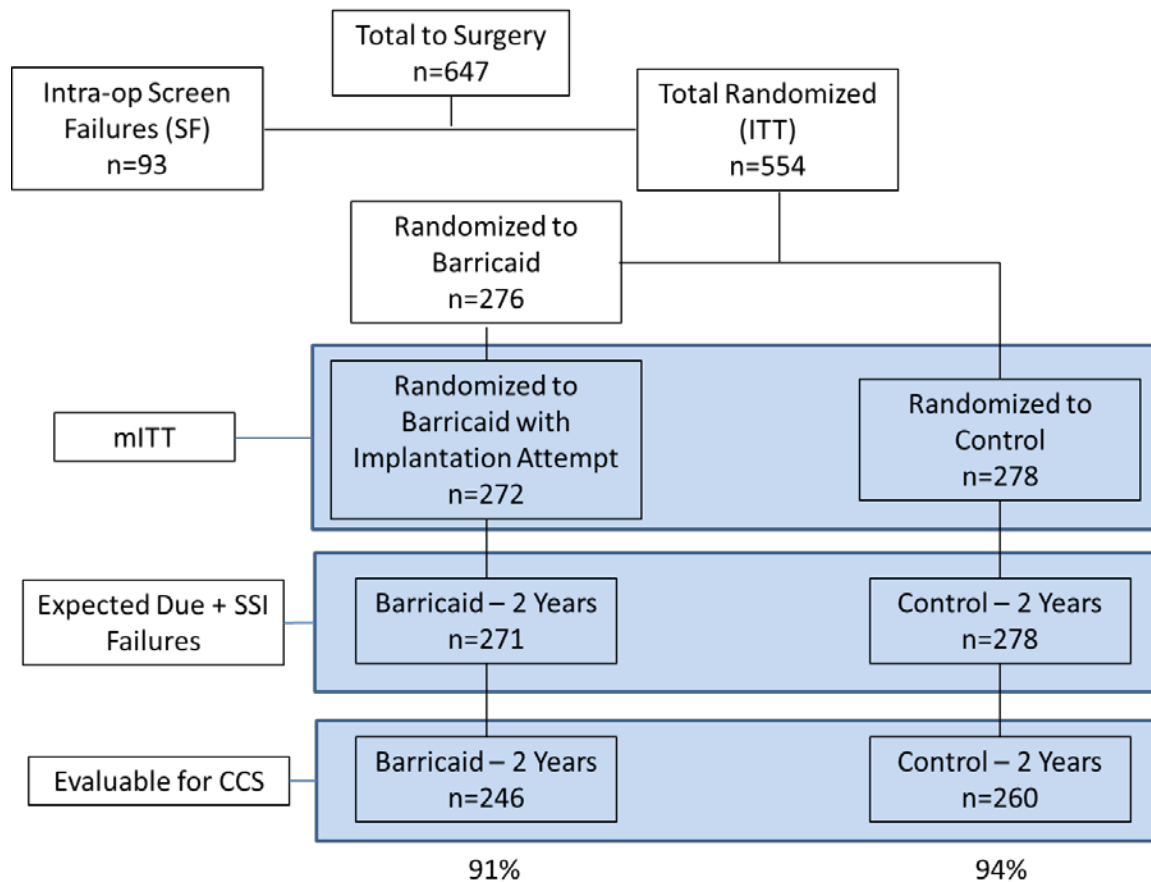 Total to Surgery
n=647
Intra-op Screen
Failures (SF)
n=93
Total Randomized
(ITT)
n=554
Randomized to
Barricaid
n=276
mITT
Randomized to
Barricaid with
Implantation Attempt
n=272
Randomized to
Control
n=278
Expected Due + SSI
Failures
Barricaid – 2 Years
n=271
Control – 2 Years
n=278
Evaluable for CCS
Barricaid – 2 Years
n=246
Control – 2 Years
n=260
91%
94%